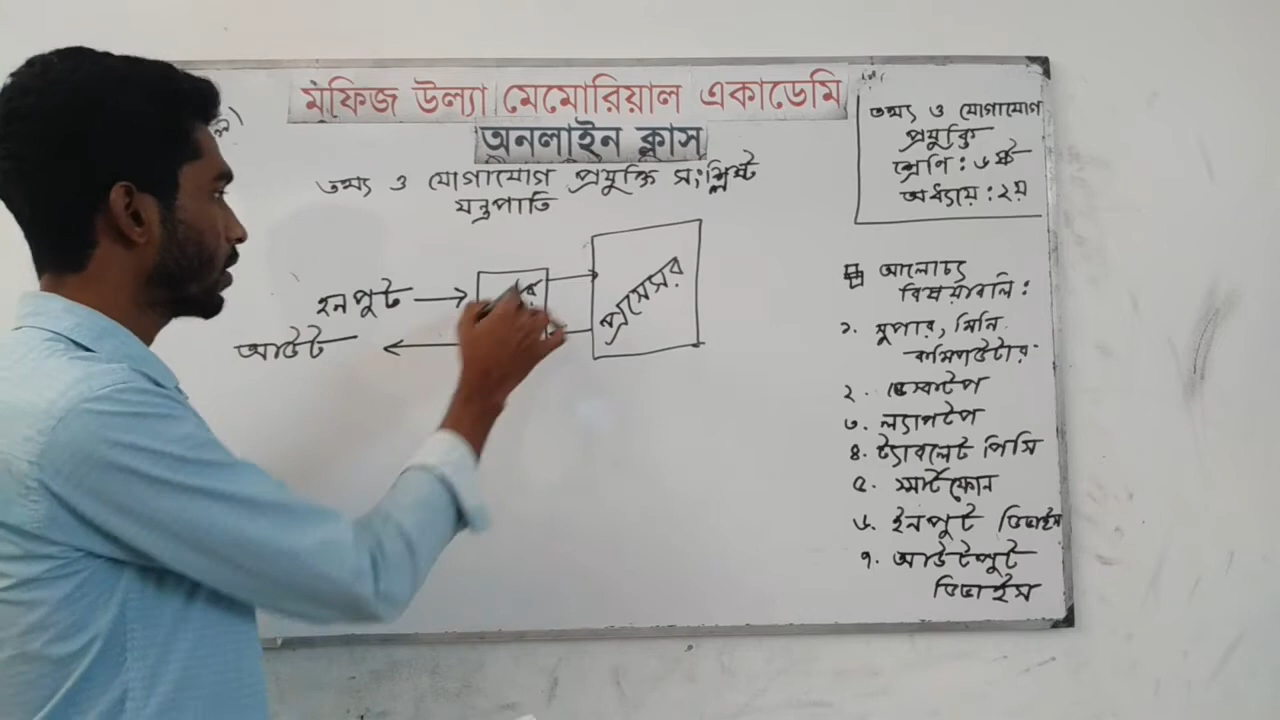 মফিজ উল্যা মেমোরিয়াল একাডেমি
অনলাইন ক্লাস
তথ্য ও যোগাযোগ প্রযুক্তি সংশ্লিষ্ট
যন্ত্রপাতি
তথ্য ও যোগাযোগ
প্রযুক্তি
শ্রেণি : ৬ষ্ঠ
অধ্যায় : ২য়
ইনপুট
আউট
প্রসেসর
আলোচ্য
বিষয়াবলি :
১. সুপার, মিনি
কম্পিউটার
২. ডেস্কটপ
৩. ল্যাপটপ
৪. ট্যাবলেট পিসি
৫. স্মার্টফোন
৬. ইনপুট ডিভাইস
৭. আউটপুট
ডিভাইস